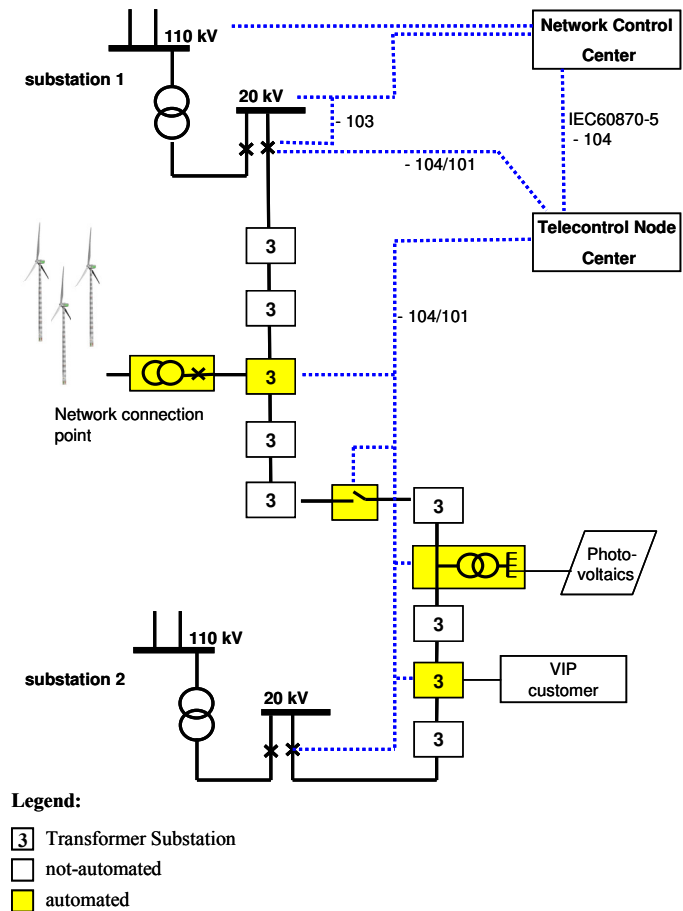 110 kV
substation 1
20 kV
- 103
- 104/101
Network Control
Center
IEC60870-5
- 104
Telecontrol Node
Center
- 104/101
3
3
3
Network connection
point
3
3
3
Photo-
voltaics
3
110 kV
substation 2
20 kV
3
VIP
customer
3
Legend:
3 Transformer Substation
not-automated
automated